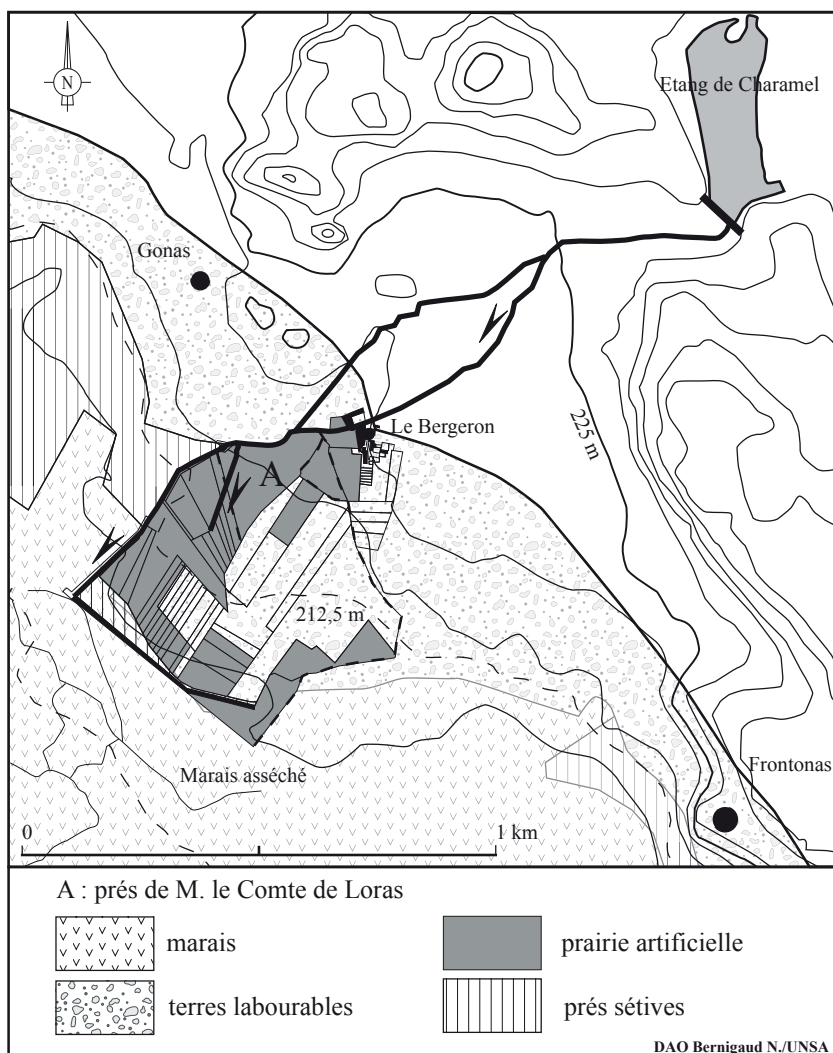 N
Etang de Charamel
Gonas
Le Bergeron
225 m
A
212,5 m
Marais asséché
Frontonas
0
1 km
A : prés de M. le Comte de Loras
marais
prairie artificielle
terres labourables
prés sétives
DAO Bernigaud N./UNSA